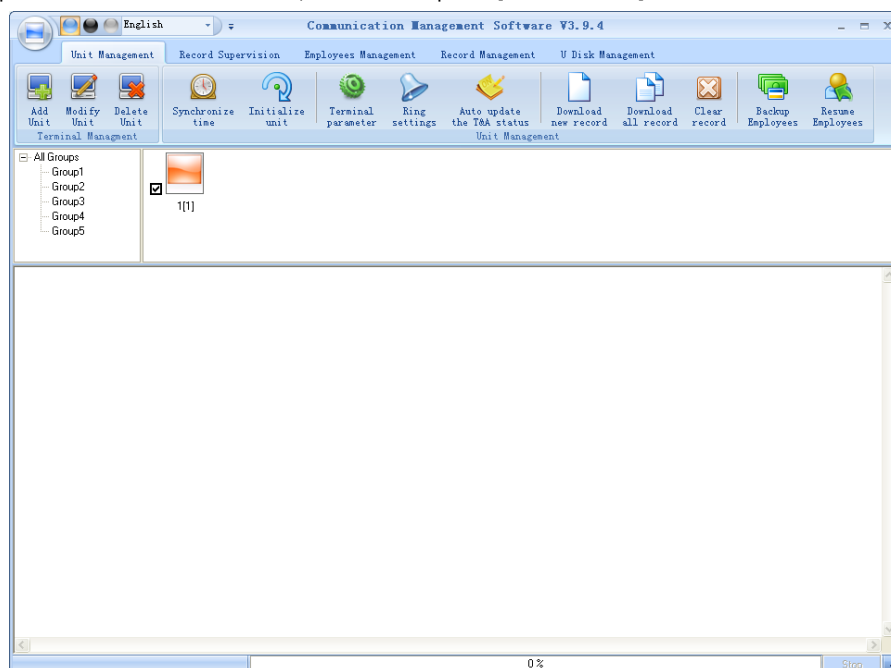 English
Communication Management Software V3.9.4
Unit Management Record Supervision Employees Management Record Management U Disk Management
Add Unit
Modify Unit
Delete Unit
Synchronize time
Initialize unit
Terminal parameter
Ring settings
Auto update the T&A status
Download new record
Download all record
Clear record
Backup Employees
Resume Employees
Terminal Managment
Unit Management
All Groups
Group1
Group2
Group3
Group4
Group5
1[1]
0 %
Stop